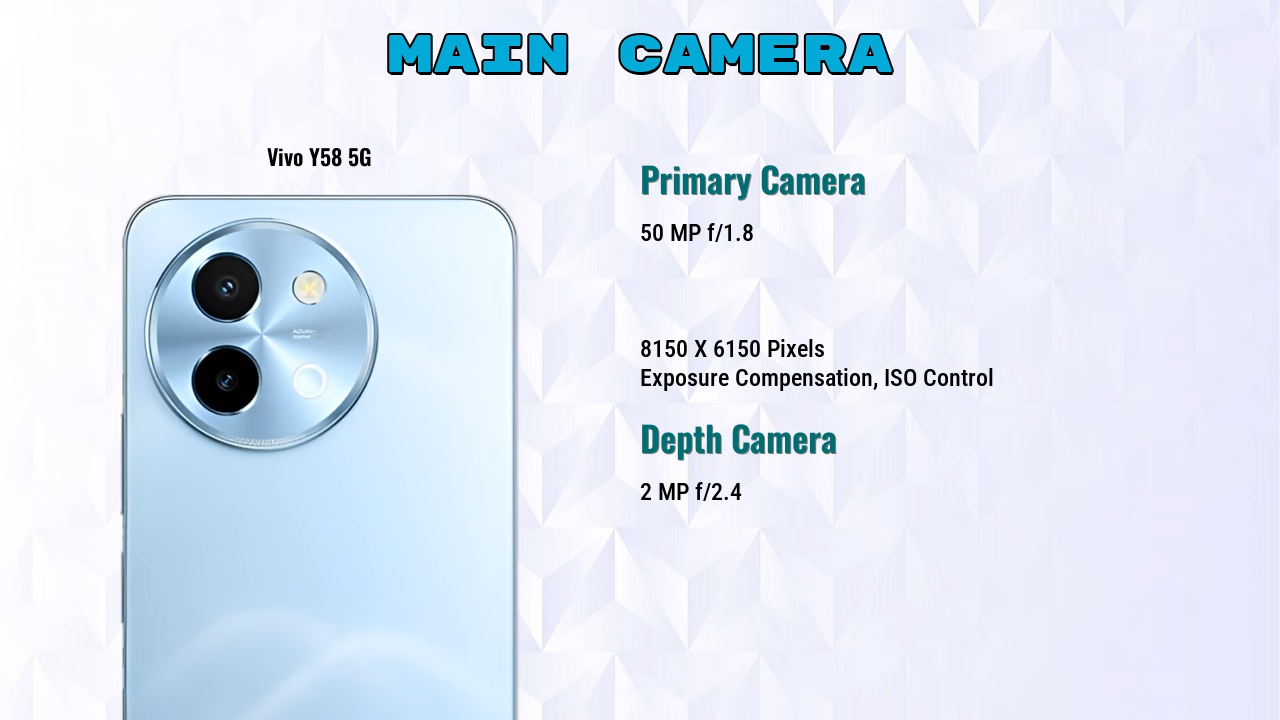 MAIN CAMERA
Vivo Y58 5G
Primary Camera
50 MP f/1.8
8150 X 6150 Pixels
Exposure Compensation, ISO Control
Depth Camera
2 MP f/2.4